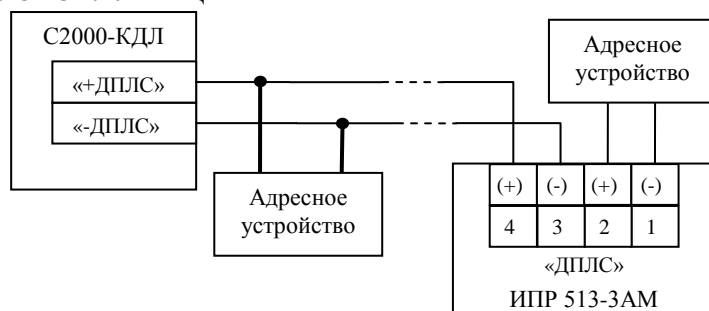 С2000-КДЛ
«+ДПЛС»
«-ДПЛС»
Адресное
устройство
Адресное
устройство
(+) (-) (+) (-)
4 3 2 1
«ДПЛС»
ИПР 513-3АМ